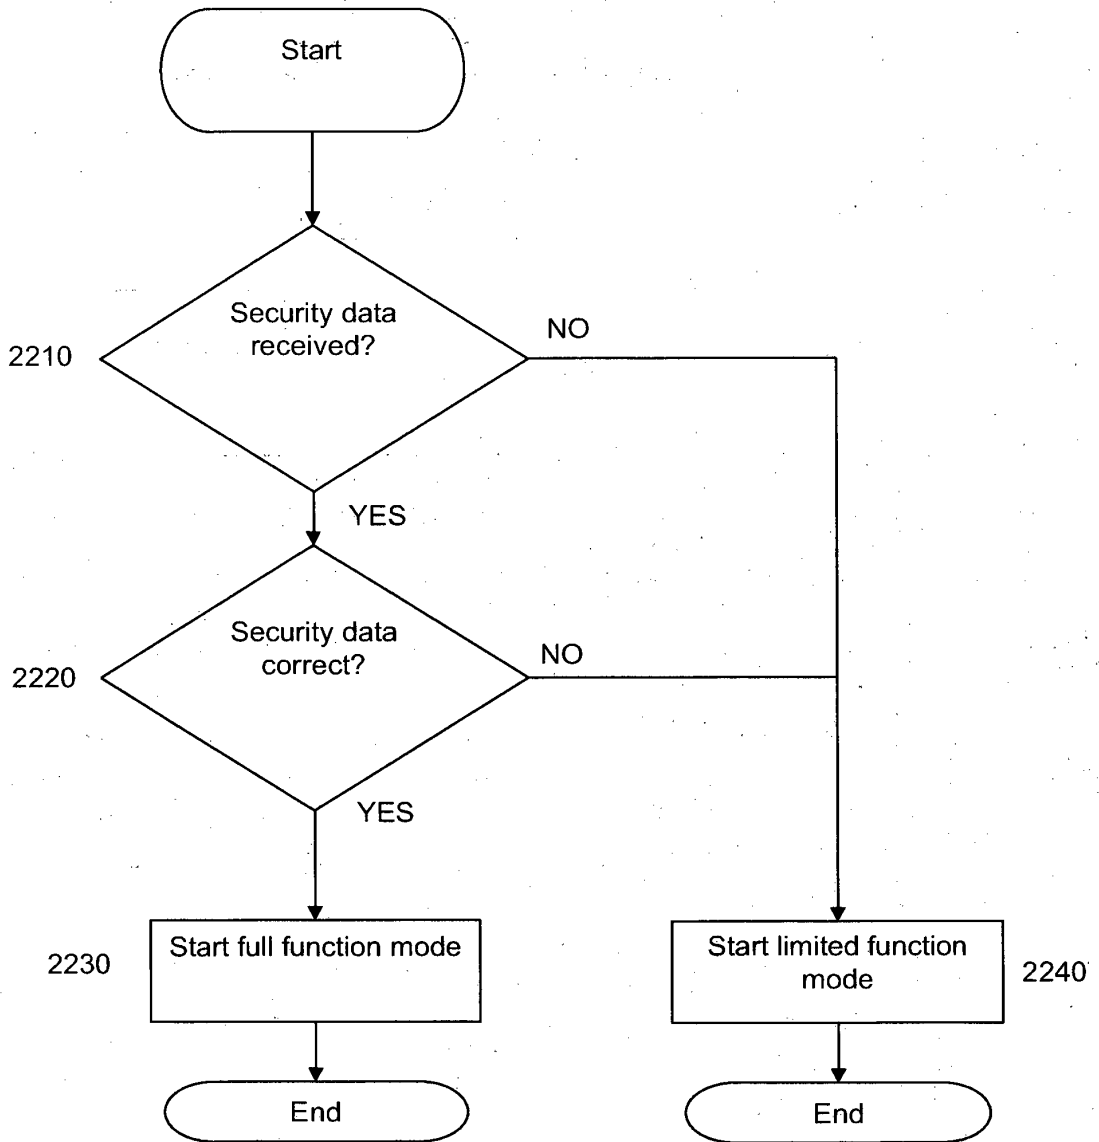 Start
Security data
received?
NO
2210
YES
Security data
correct?
NO
2220
YES
Start full function mode
2230
Start limited function
mode
2240
End
End